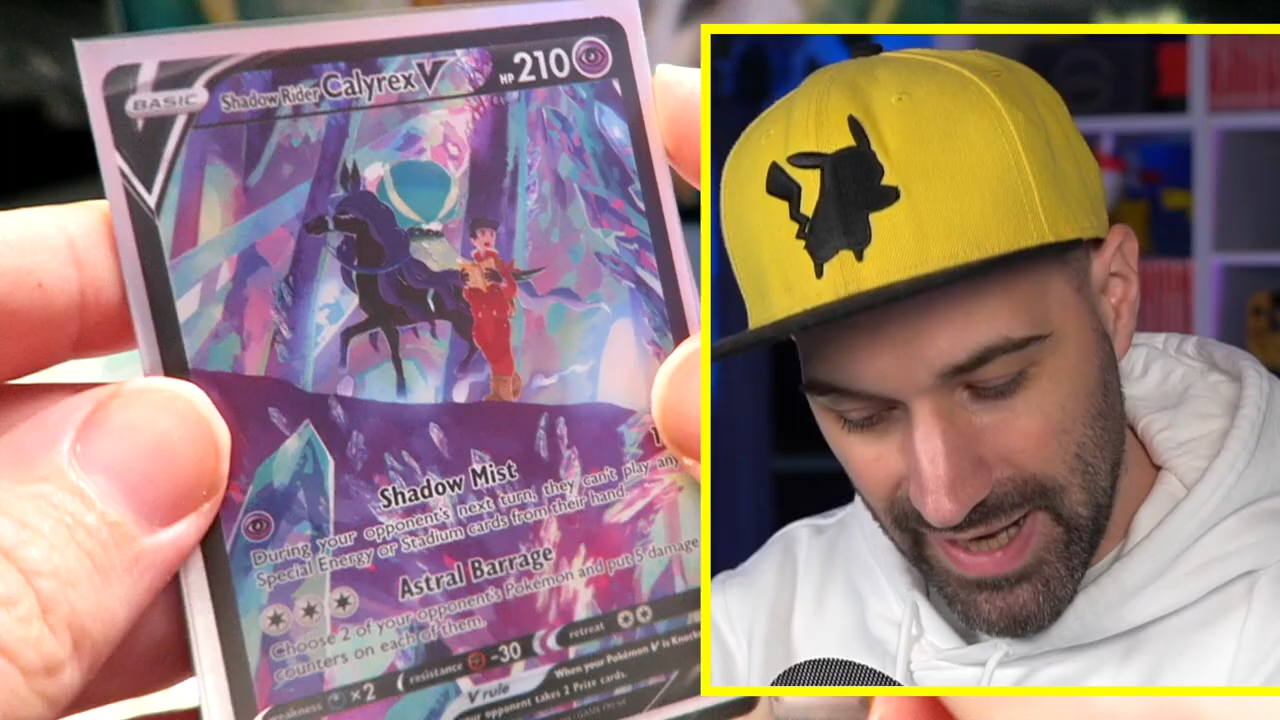 BASIC
Shadow Rider Calyrex V
HP 210
Shadow Mist
During your opponent's next turn, they can't play any
Special Energy or Stadium cards from their hand.
Astral Barrage
Choose 2 of your opponent's Pokémon and put 5 damage
counters on each of them.
weakness ×2 resistance -30 retreat
V rule
When your Pokémon V is Knocke
your opponent takes 2 Prize cards.